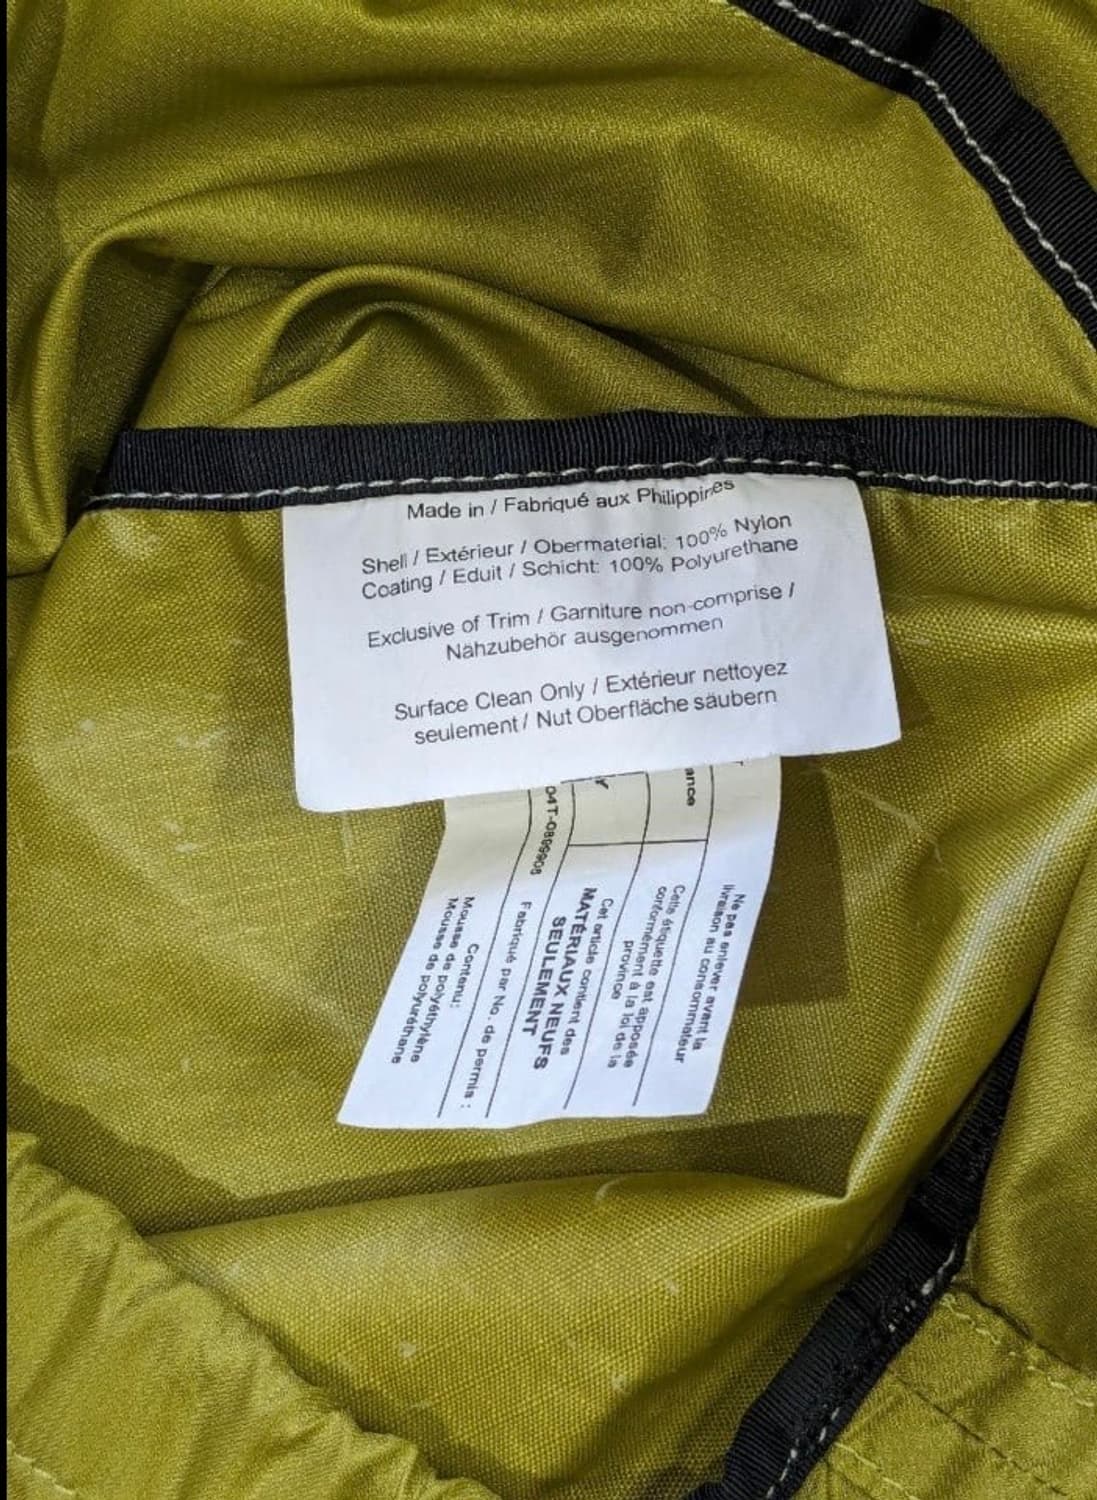 Made in / Fabriqué aux Philippines
Shell / Extérieur / Obermaterial: 100% Nylon
Coating / Eduit / Schicht: 100% Polyurethane
Exclusive of Trim / Garniture non-comprise /
Nähzubehör ausgenommen
Surface Clean Only / Extérieur nettoyez
seulement / Nut Oberfläche säubern
Ne pas enlever avant la
livraison au consommateur
Cette étiquette est apposée
conformément à la loi de la
province
Cet article contient des
MATÉRIAUX NEUFS
SEULEMENT
Fabriqué par No. de permis :
04T-0899908
Contenu:
Mousse de polyéthylène
Mousse de polyuréthane